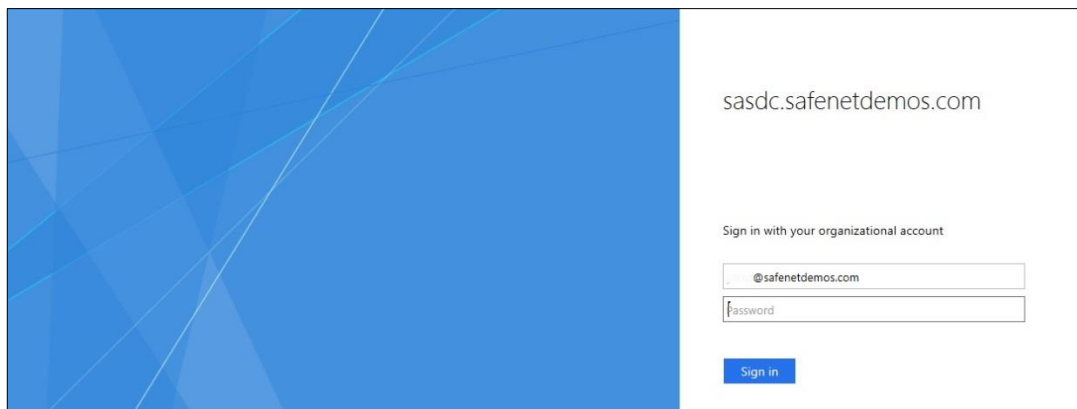 sasdc.safenetdemos.com
Sign in with your organizational account
@safenetdemos.com
Password
Sign in